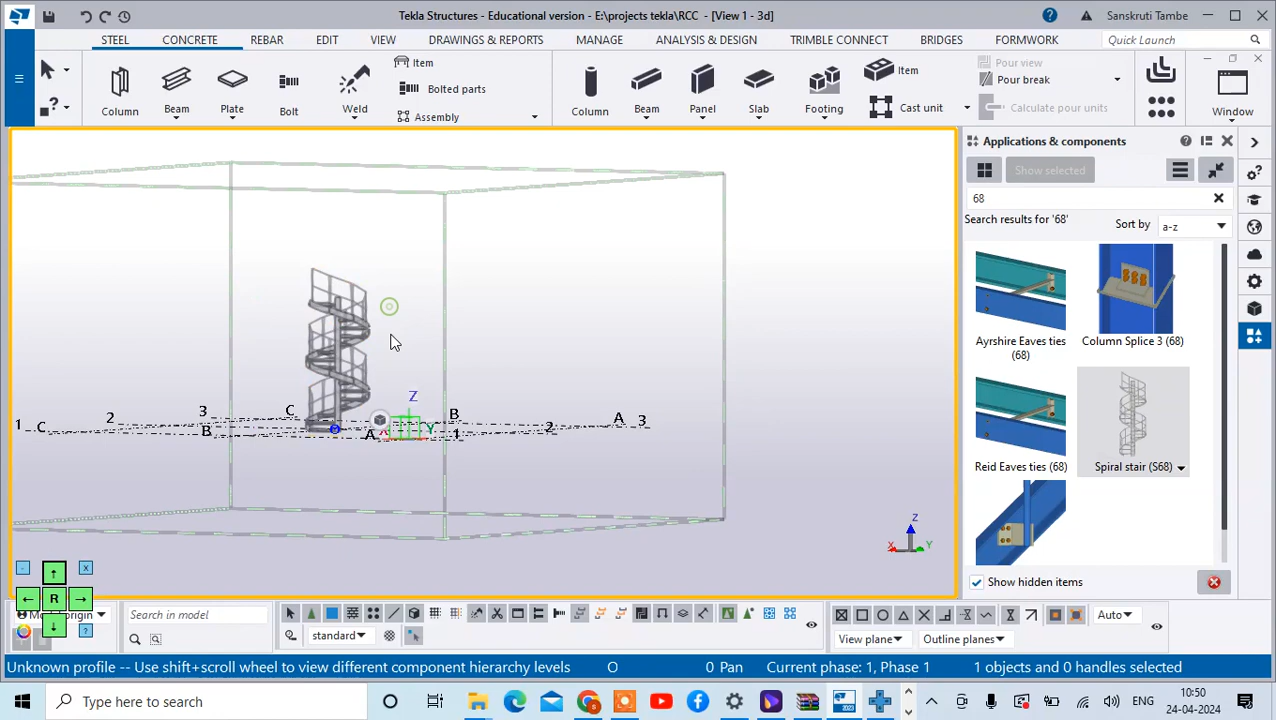 Tekla Structures - Educational version - E:\projects tekla\RCC - [View 1 - 3d]
Sanskruti Tambe
STEEL CONCRETE REBAR EDIT VIEW DRAWINGS & REPORTS MANAGE ANALYSIS & DESIGN TRIMBLE CONNECT BRIDGES FORMWORK Quick Launch
Item
Bolted parts
Assembly
Column Beam Plate Bolt Weld
Column Beam Panel Slab Footing
Item
Cast unit
Pour view
Pour break
Calculate pour units
Window
Applications & components
Show selected
68
Search results for '68'
Sort by
a-z
Ayrshire Eaves ties (68)
Column Splice 3 (68)
Reid Eaves ties (68)
Spiral stair (S68)
Show hidden items
Z
1 C 2 3 B C A Y B 1 2 A 3
Z
X Y
- x
R
?
origin
Search in model
standard
Auto
View plane
Outline planes
Unknown profile -- Use shift+scroll wheel to view different component hierarchy levels
O
0 Pan
Current phase: 1, Phase 1
1 objects and 0 handles selected
Type here to search
ENG
10:50
24-04-2024